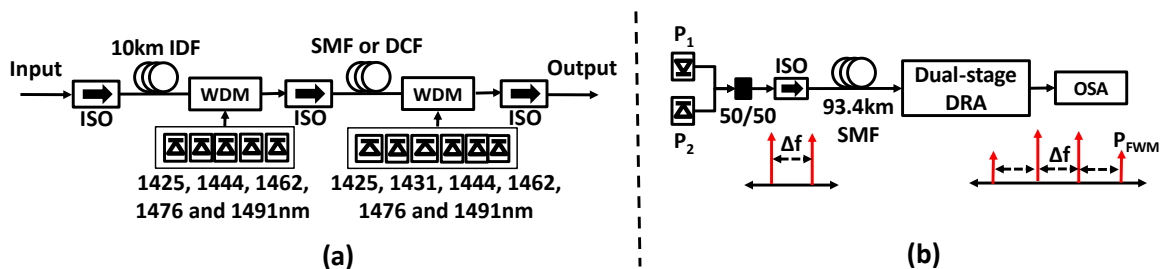 10km IDF
SMF or DCF
Input
Output
WDM
WDM
ISO
ISO
ISO
1425, 1444, 1462,
1476 and 1491nm
1425, 1431, 1444, 1462,
1476 and 1491nm
(a)
P1
P2
50/50
ISO
93.4km
SMF
Dual-stage
DRA
OSA
Δf
Δf
PFWM
(b)